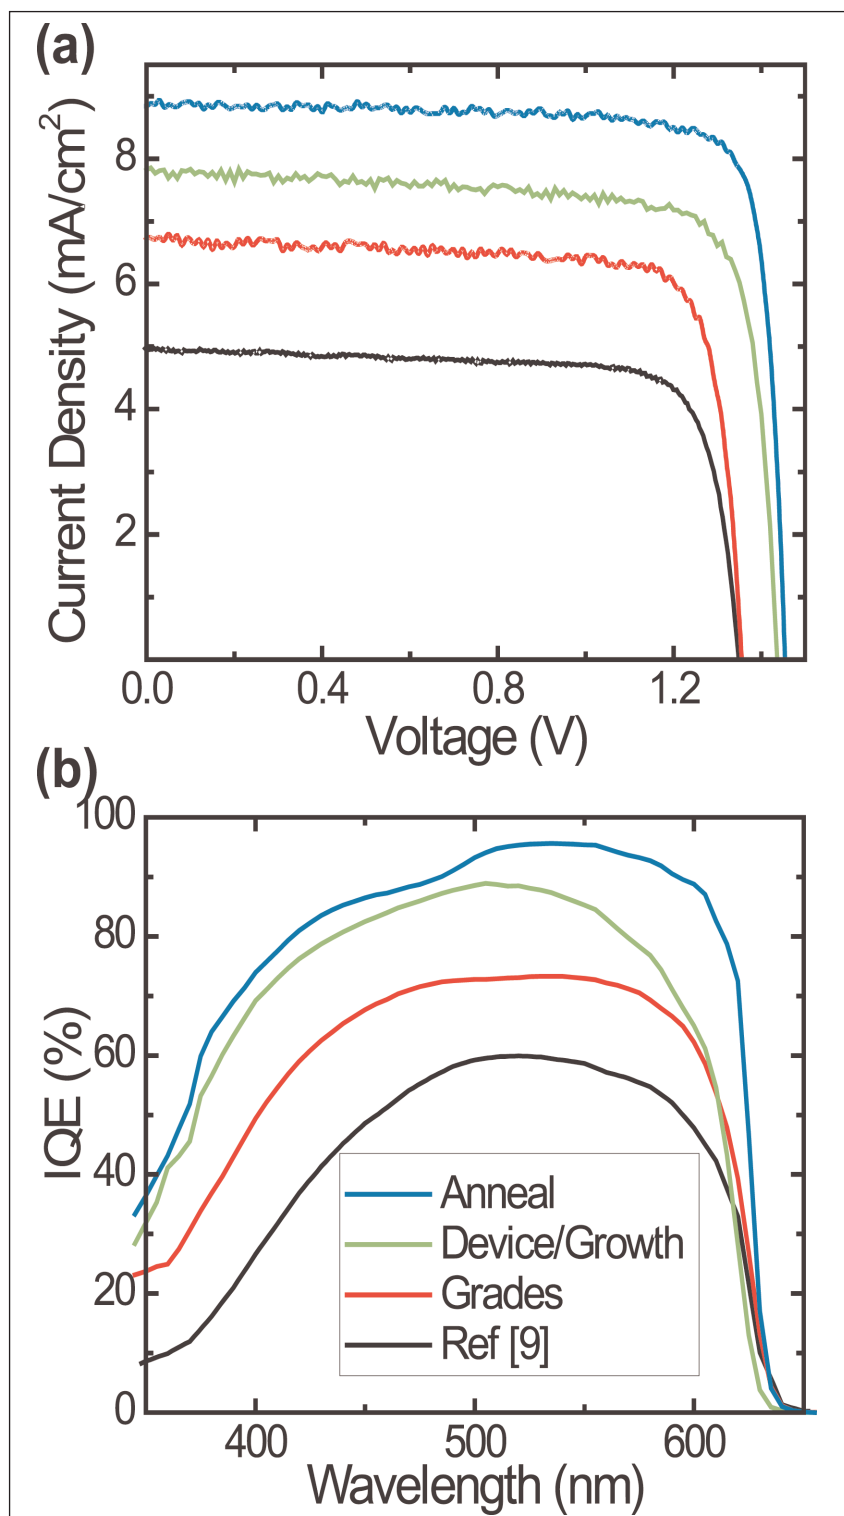 (a)
Current Density (mA/cm²)
8
6
4
2
0.0 0.4 0.8 1.2
Voltage (V)
(b)
IQE (%)
100
80
60
40
20
0
Anneal
Device/Growth
Grades
Ref [9]
400 500 600
Wavelength (nm)